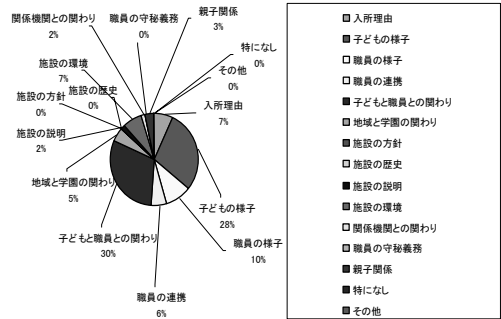 関係機関との関わり
2%
職員の守秘義務
0%
親子関係
3%
特になし
0%
その他
0%
施設の環境
7%
施設の歴史
0%
施設の方針
0%
施設の説明
2%
地域と学園の関わり
5%
入所理由
7%
子どもの様子
28%
職員の様子
10%
職員の連携
6%
子どもと職員との関わり
30%
入所理由
子どもの様子
職員の様子
職員の連携
子どもと職員との関わり
地域と学園の関わり
施設の方針
施設の歴史
施設の説明
施設の環境
関係機関との関わり
職員の守秘義務
親子関係
特になし
その他